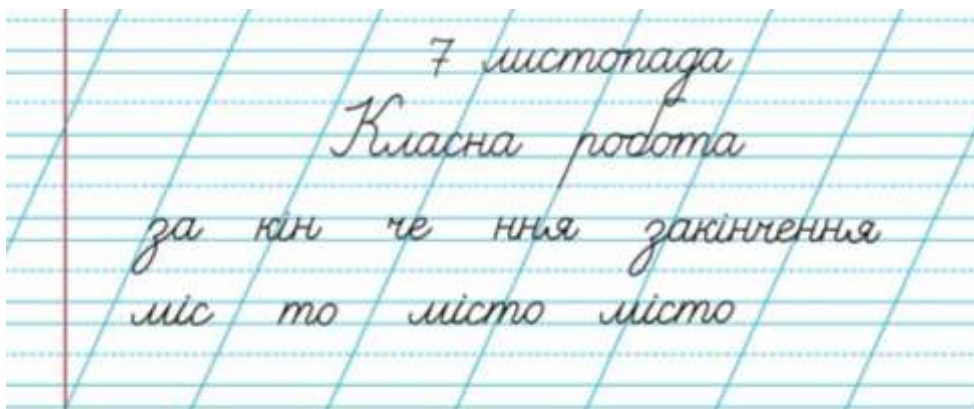 7 листопада
Класна робота
за кін че ння закінчення
міс то місто місто